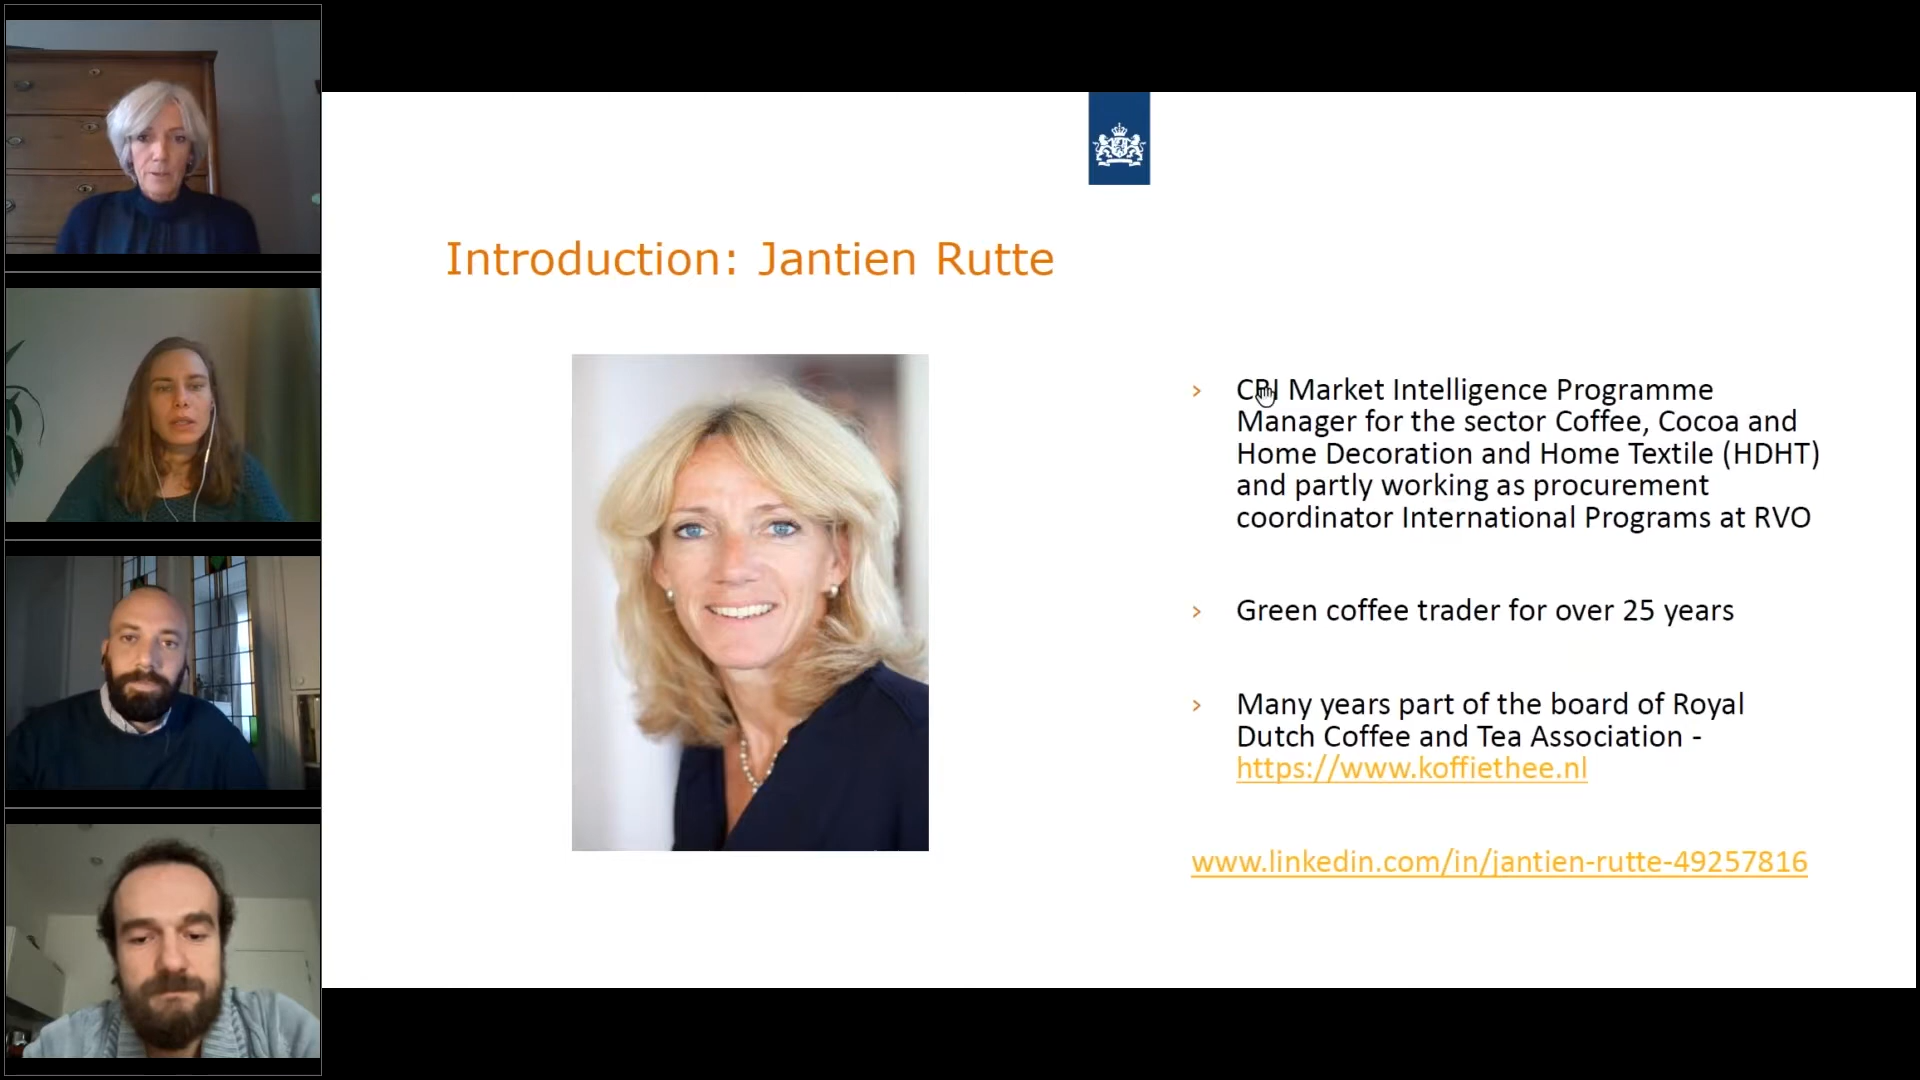 Introduction: Jantien Rutte
› CBI Market Intelligence Programme
Manager for the sector Coffee, Cocoa and
Home Decoration and Home Textile (HDHT)
and partly working as procurement
coordinator International Programs at RVO
› Green coffee trader for over 25 years
› Many years part of the board of Royal
Dutch Coffee and Tea Association -
https://www.koffiethee.nl
www.linkedin.com/in/jantien-rutte-49257816